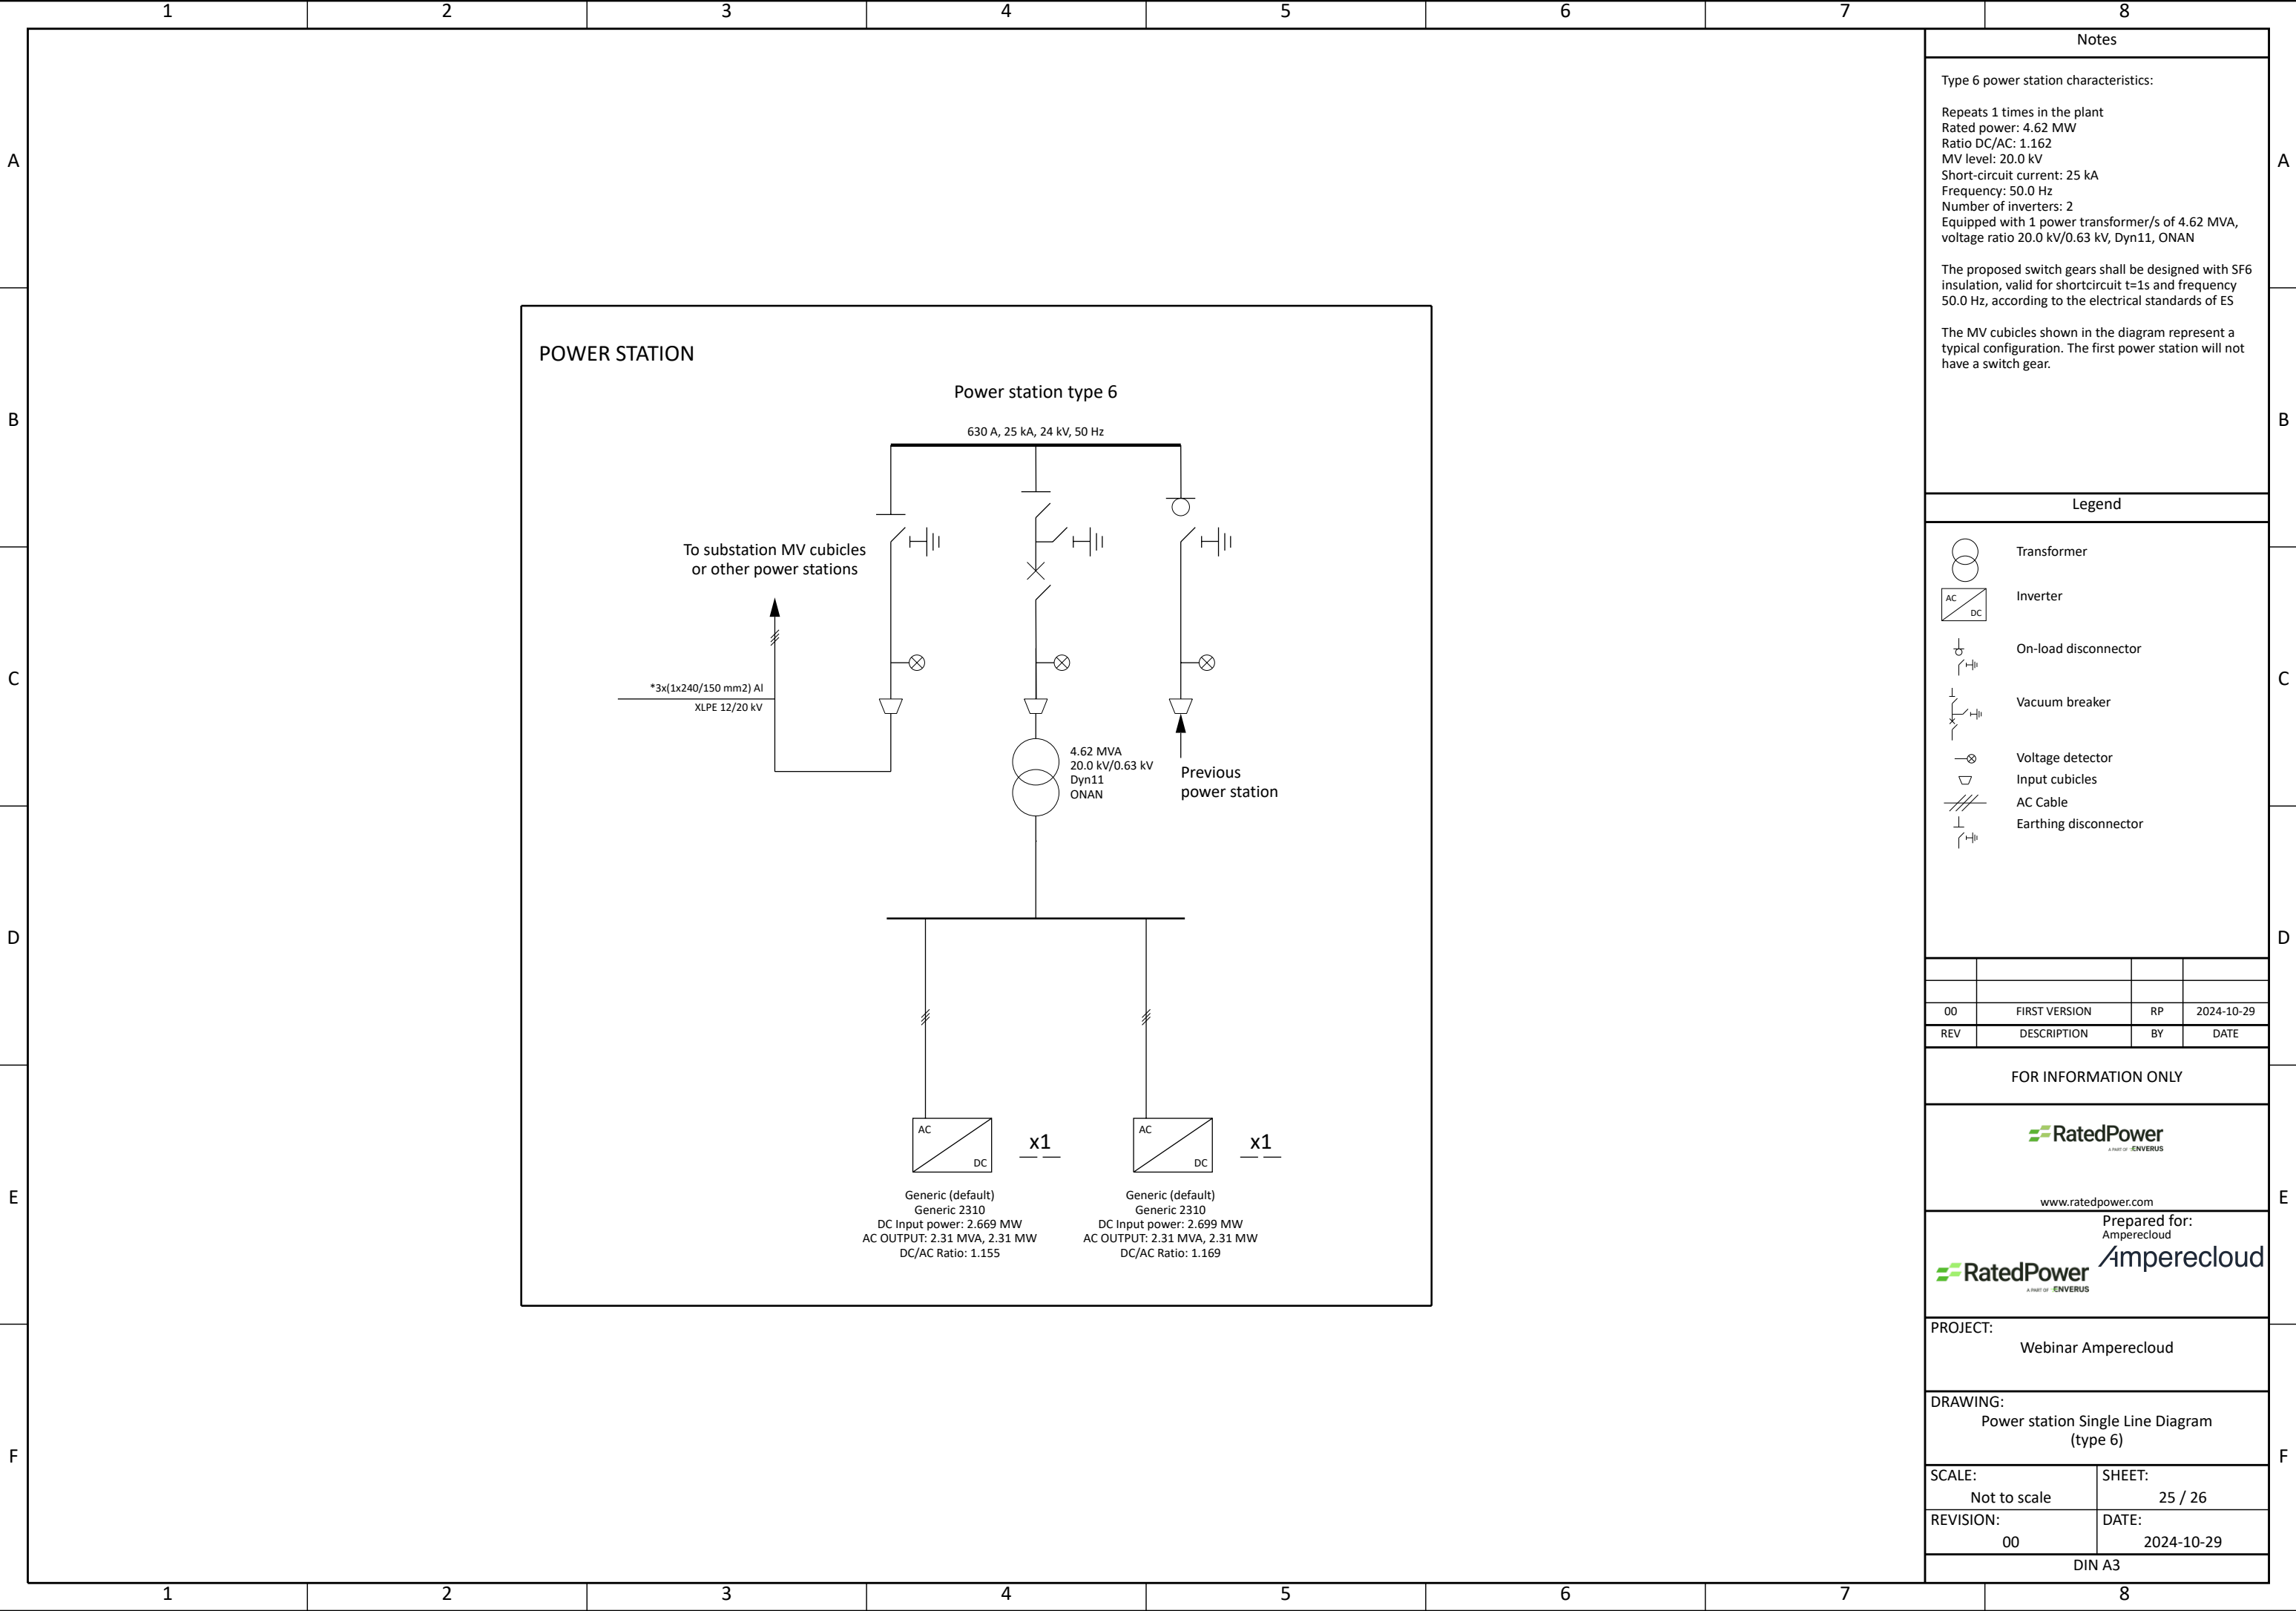 1 2 3 4 5 6 7 8
A
B
C
D
E
F
POWER STATION
Power station type 6
630 A, 25 kA, 24 kV, 50 Hz
To substation MV cubicles
or other power stations
*3x(1x240/150 mm2) Al
XLPE 12/20 kV
4.62 MVA
20.0 kV/0.63 kV
Dyn11
ONAN
Previous
power station
AC
DC
x1
AC
DC
x1
Generic (default)
Generic 2310
DC Input power: 2.669 MW
AC OUTPUT: 2.31 MVA, 2.31 MW
DC/AC Ratio: 1.155
Generic (default)
Generic 2310
DC Input power: 2.699 MW
AC OUTPUT: 2.31 MVA, 2.31 MW
DC/AC Ratio: 1.169
Notes
Type 6 power station characteristics:
Repeats 1 times in the plant
Rated power: 4.62 MW
Ratio DC/AC: 1.162
MV level: 20.0 kV
Short-circuit current: 25 kA
Frequency: 50.0 Hz
Number of inverters: 2
Equipped with 1 power transformer/s of 4.62 MVA,
voltage ratio 20.0 kV/0.63 kV, Dyn11, ONAN
The proposed switch gears shall be designed with SF6
insulation, valid for shortcircuit t=1s and frequency
50.0 Hz, according to the electrical standards of ES
The MV cubicles shown in the diagram represent a
typical configuration. The first power station will not
have a switch gear.
Legend
Transformer
AC
DC
Inverter
On-load disconnector
Vacuum breaker
Voltage detector
Input cubicles
AC Cable
Earthing disconnector
00 FIRST VERSION RP 2024-10-29
REV DESCRIPTION BY DATE
FOR INFORMATION ONLY
RatedPower
A PART OF ENVERUS
www.ratedpower.com
Prepared for:
Amperecloud
Amperecloud
RatedPower
A PART OF ENVERUS
PROJECT:
Webinar Amperecloud
DRAWING:
Power station Single Line Diagram
(type 6)
SCALE:
Not to scale
SHEET:
25 / 26
REVISION:
00
DATE:
2024-10-29
DIN A3
A
B
C
D
E
F
1 2 3 4 5 6 7 8